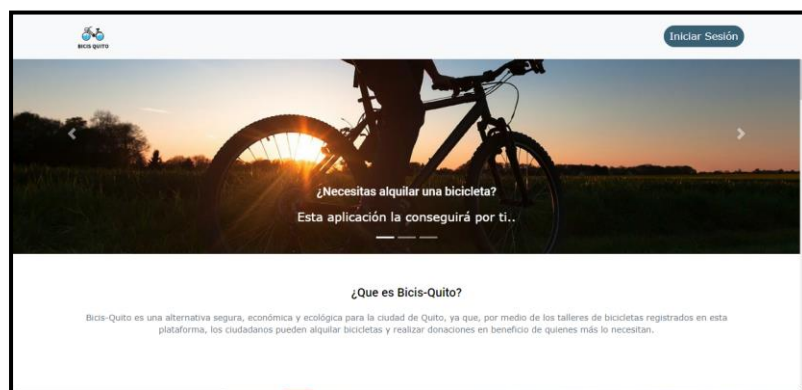 BICIS QUITO
Iniciar Sesión
¿Necesitas alquilar una bicicleta?
Esta aplicación la conseguirá por ti..
¿Que es Bicis-Quito?
Bicis-Quito es una alternativa segura, económica y ecológica para la ciudad de Quito, ya que, por medio de los talleres de bicicletas registrados en esta
plataforma, los ciudadanos pueden alquilar bicicletas y realizar donaciones en beneficio de quienes más lo necesitan.